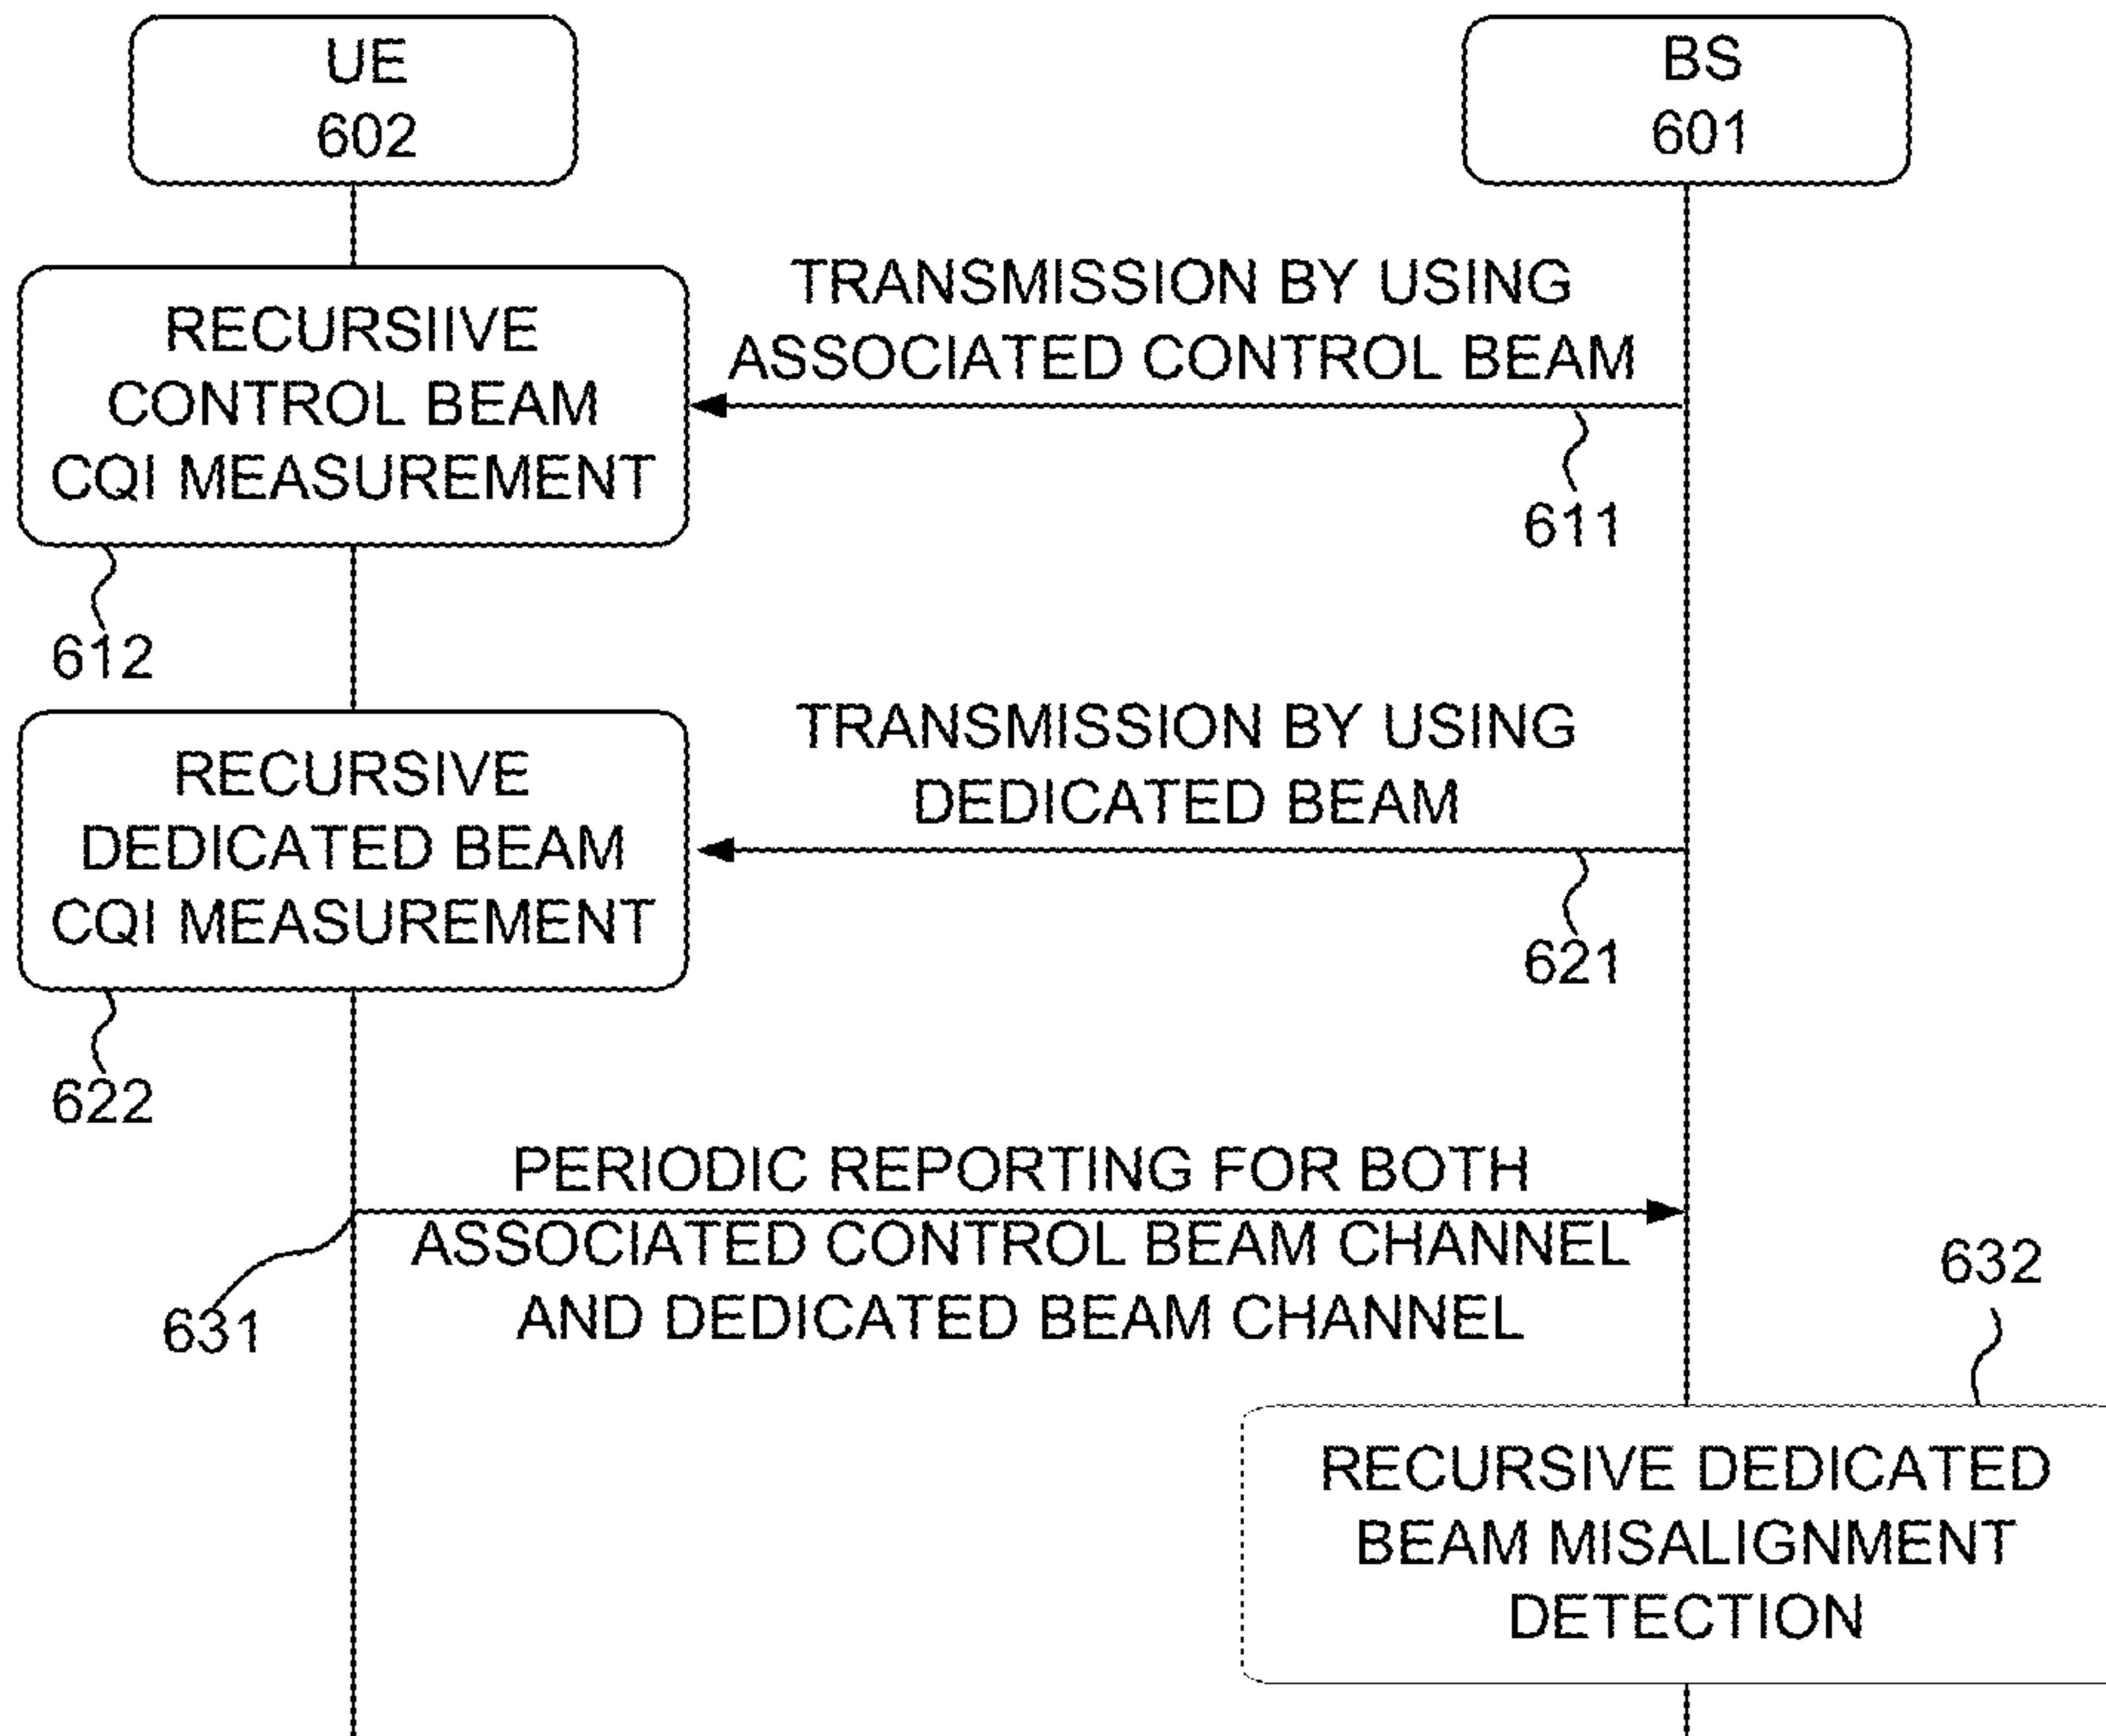 UE
602
BS
601
TRANSMISSION BY USING
ASSOCIATED CONTROL BEAM
RECURSIIVE
CONTROL BEAM
CQI MEASUREMENT
611
612
TRANSMISSION BY USING
DEDICATED BEAM
RECURSIVE
DEDICATED BEAM
CQI MEASUREMENT
621
622
PERIODIC REPORTING FOR BOTH
ASSOCIATED CONTROL BEAM CHANNEL
AND DEDICATED BEAM CHANNEL
631
632
RECURSIVE DEDICATED
BEAM MISALIGNMENT
DETECTION